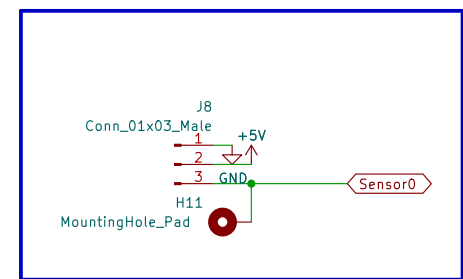 J8
Conn_01x03_Male
1
+5V
2
3
GND
Sensor0
H11
MountingHole_Pad